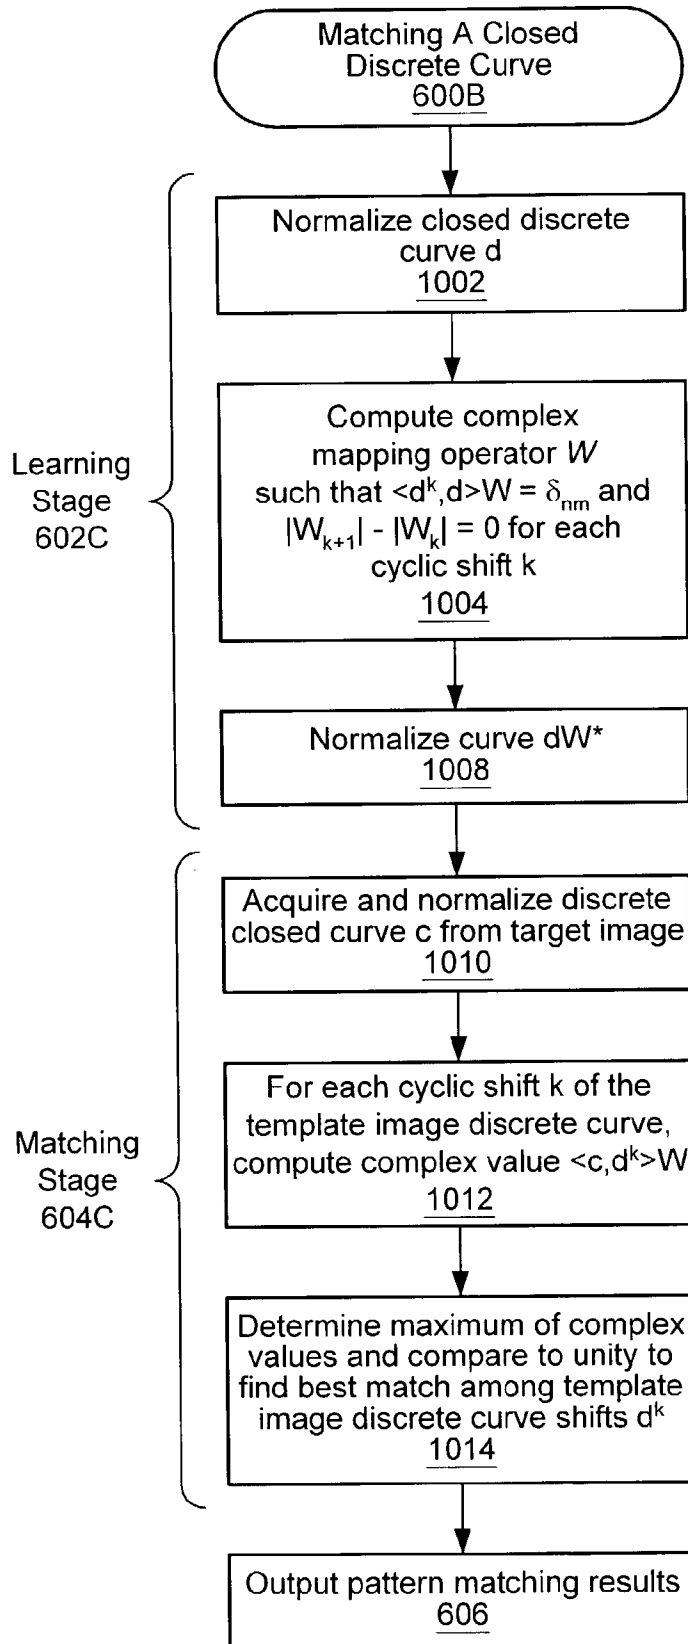 Matching A Closed
Discrete Curve
600B
Normalize closed discrete
curve d
1002
Compute complex
mapping operator W
such that <d^k,d>W = δ_nm and
|W_k+1| - |W_k| = 0 for each
cyclic shift k
1004
Learning
Stage
602C
Normalize curve dW*
1008
Acquire and normalize discrete
closed curve c from target image
1010
For each cyclic shift k of the
template image discrete curve,
compute complex value <c,d^k>W
1012
Matching
Stage
604C
Determine maximum of complex
values and compare to unity to
find best match among template
image discrete curve shifts d^k
1014
Output pattern matching results
606